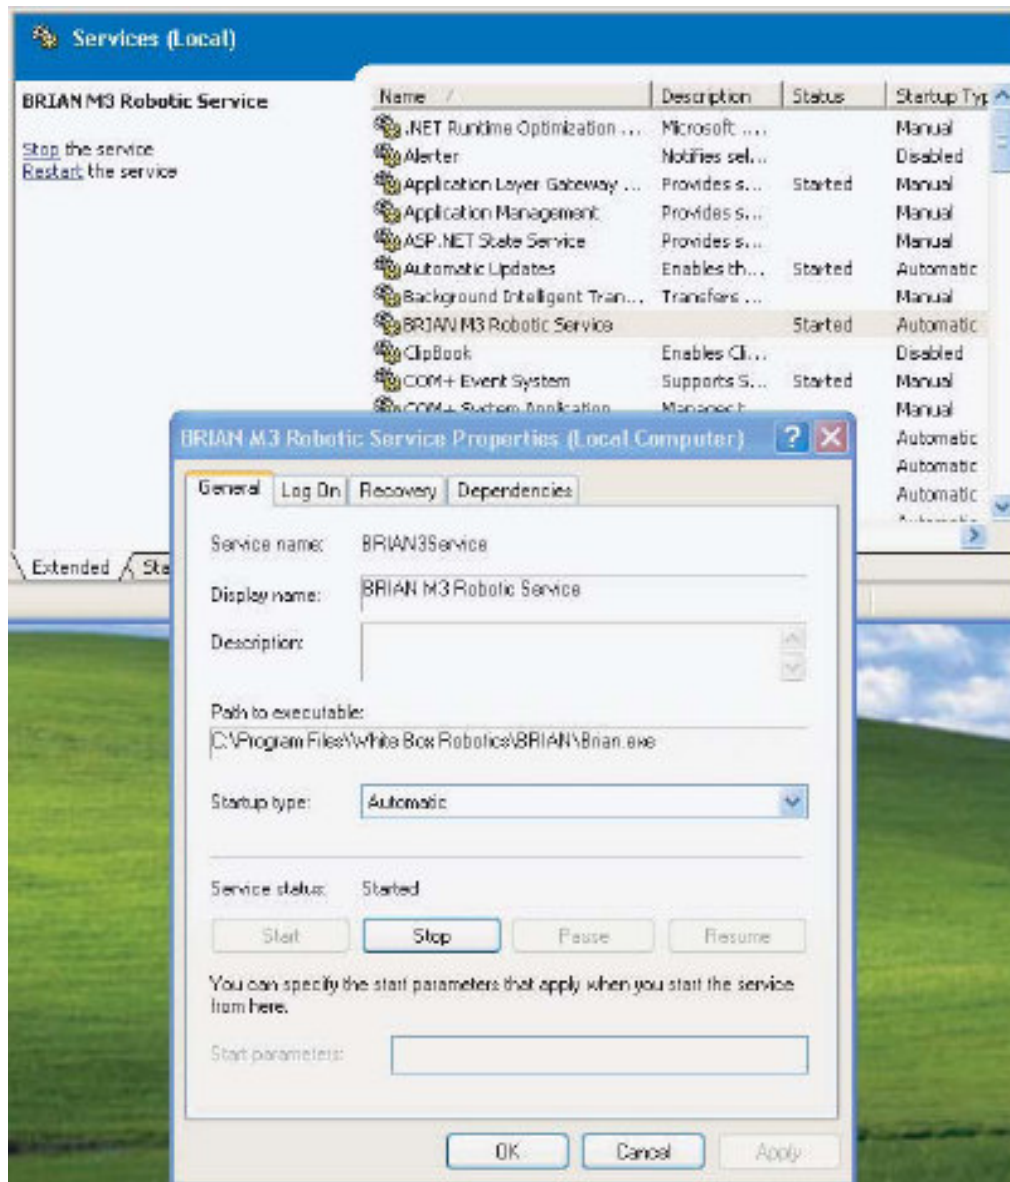 Services (Local)
BRIAN M3 Robotic Service
Stop the service
Restart the service
Name Description Status Startup Typ
.NET Runtime Optimization ... Microsoft .... Manual
Alerter Notifies sel... Disabled
Application Layer Gateway ... Provides s... Started Manual
Application Management Provides s... Manual
ASP.NET State Service Provides s... Manual
Automatic Updates Enables th... Started Automatic
Background Intelligent Tran... Transfers ... Manual
BRIAN M3 Robotic Service Started Automatic
ClipBook Enables Cli... Disabled
COM+ Event System Supports S... Started Manual
COM+ System Application Manages t Manual
Automatic
Automatic
Automatic
Extended Sta
BRIAN M3 Robotic Service Properties (Local Computer)
General Log On Recovery Dependencies
Service name: BRIAN3Service
Display name: BRIAN M3 Robotic Service
Description:
Path to executable:
C:\Program Files\White Box Robotics\BRIAN\Brian.exe
Startup type: Automatic
Service status: Started
Start Stop Pause Resume
You can specify the start parameters that apply when you start the service
from here.
Start parameters:
OK Cancel Apply